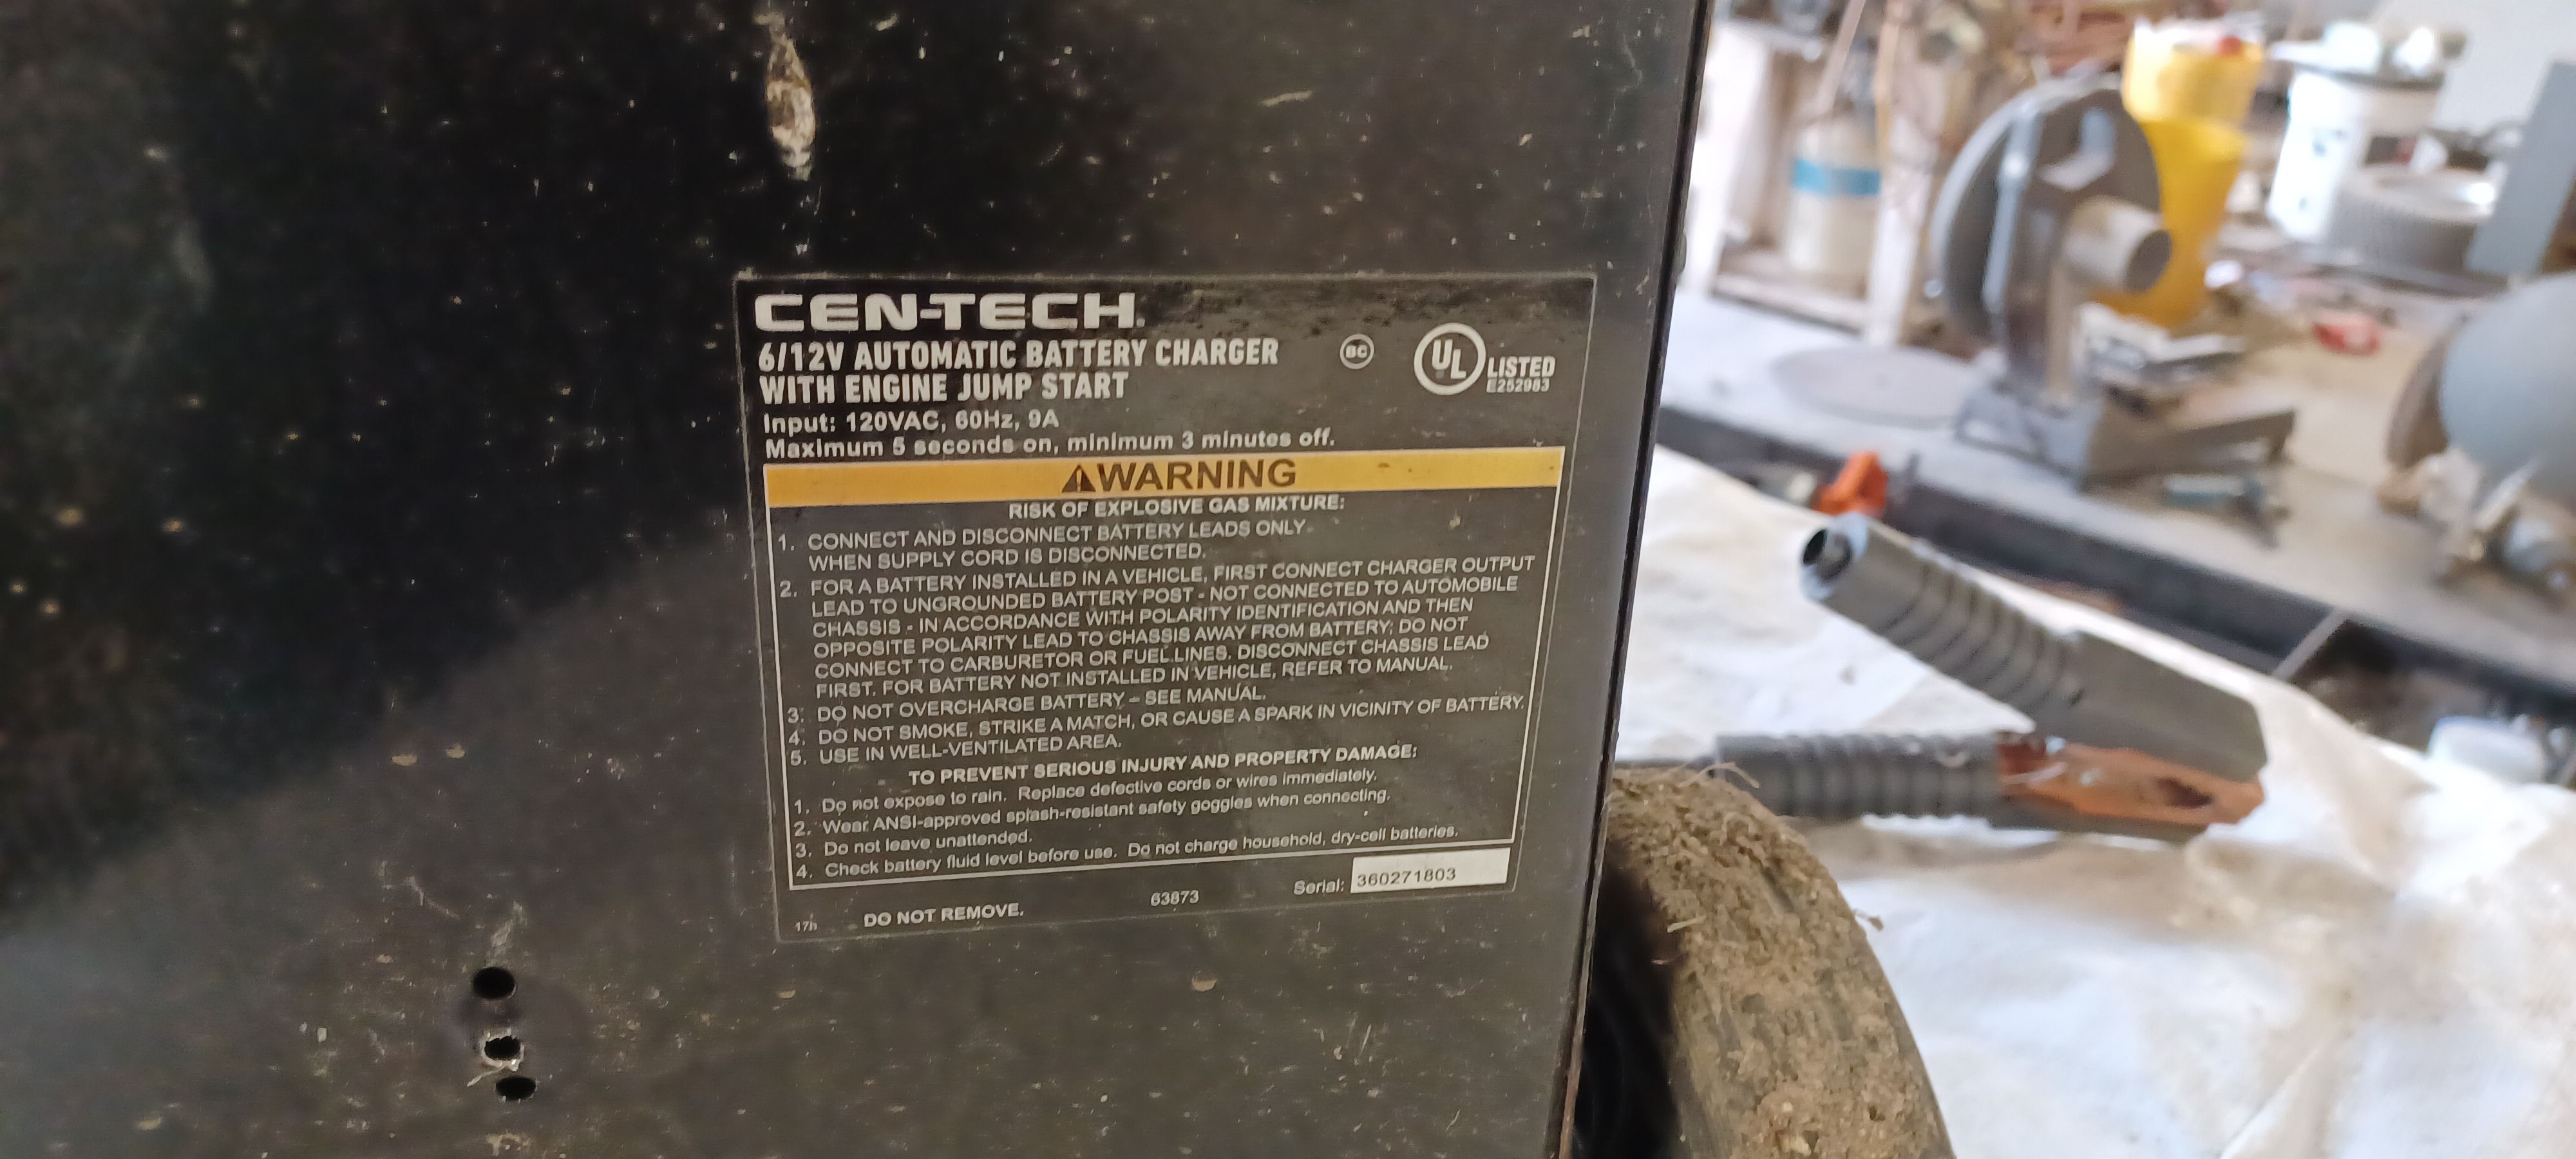 CEN-TECH.
6/12V AUTOMATIC BATTERY CHARGER
WITH ENGINE JUMP START
BC
UL LISTED
E252983
Input: 120VAC, 60Hz, 9A
Maximum 5 seconds on, minimum 3 minutes off.
WARNING
RISK OF EXPLOSIVE GAS MIXTURE:
1. CONNECT AND DISCONNECT BATTERY LEADS ONLY
WHEN SUPPLY CORD IS DISCONNECTED.
2. FOR A BATTERY INSTALLED IN A VEHICLE, FIRST CONNECT CHARGER OUTPUT
LEAD TO UNGROUNDED BATTERY POST - NOT CONNECTED TO AUTOMOBILE
CHASSIS - IN ACCORDANCE WITH POLARITY IDENTIFICATION AND THEN
OPPOSITE POLARITY LEAD TO CHASSIS AWAY FROM BATTERY; DO NOT
CONNECT TO CARBURETOR OR FUEL LINES. DISCONNECT CHASSIS LEAD
FIRST. FOR BATTERY NOT INSTALLED IN VEHICLE, REFER TO MANUAL.
3. DO NOT OVERCHARGE BATTERY – SEE MANUAL.
4. DO NOT SMOKE, STRIKE A MATCH, OR CAUSE A SPARK IN VICINITY OF BATTERY.
5. USE IN WELL-VENTILATED AREA.
TO PREVENT SERIOUS INJURY AND PROPERTY DAMAGE:
1. Do not expose to rain. Replace defective cords or wires immediately.
2. Wear ANSI-approved splash-resistant safety goggles when connecting.
3. Do not leave unattended.
4. Check battery fluid level before use. Do not charge household, dry-cell batteries.
17h DO NOT REMOVE. 63873 Serial: 360271803